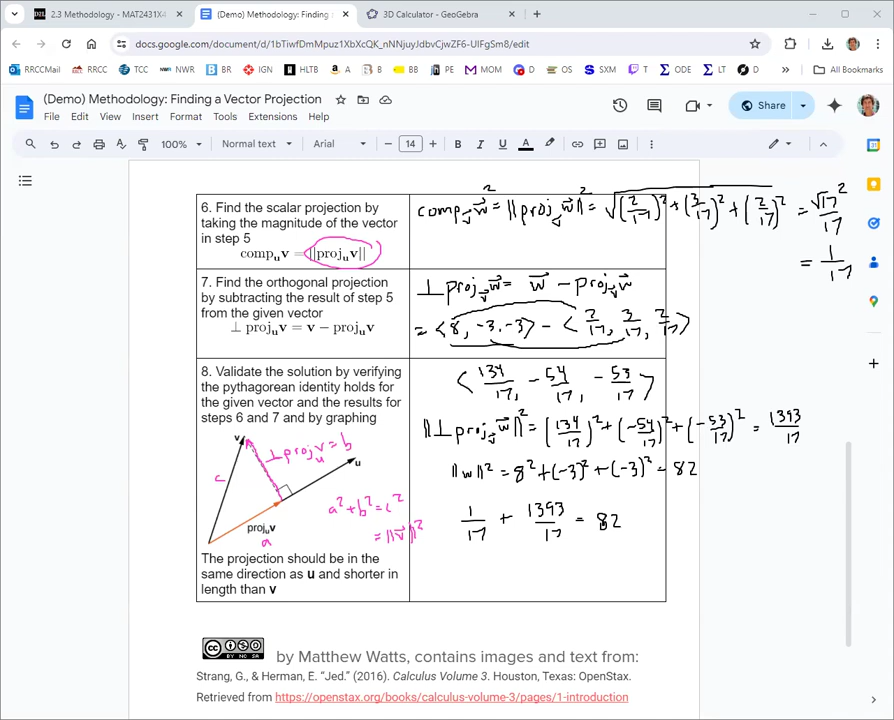 2.3 Methodology - MAT2431X4
(Demo) Methodology: Finding
3D Calculator - GeoGebra
docs.google.com/document/d/1bTiwfDmMpuz1XbXcQK_nNNjuyJdbvCjwZF6-UIFgSm8/edit
RRCCMail RRCC TCC NWR BR IGN HLTB A B BB PE MOM D OS SXM T ODE LT D All Bookmarks
(Demo) Methodology: Finding a Vector Projection
Share
File Edit View Insert Format Tools Extensions Help
100% Normal text Arial 14
6. Find the scalar projection by
taking the magnitude of the vector
in step 5
comp_u v = ||proj_u v||
comp_v w⃗² = ||proj_v⃗ w⃗||² = √(2/17)² + (3/17)² + (2/17)² = √17²/17
= 1/17
7. Find the orthogonal projection
by subtracting the result of step 5
from the given vector
⊥ proj_u v = v − proj_u v
⊥ proj_v⃗ w⃗ = w⃗ − proj_v⃗ w⃗
= ⟨8, -3, -3⟩ − ⟨2/17, 3/17, 2/17⟩
8. Validate the solution by verifying
the pythagorean identity holds for
the given vector and the results for
steps 6 and 7 and by graphing
v
⊥ proj_u v = b
u
c
a² + b² = c²
= ||v⃗||²
proj_u v
a
The projection should be in the
same direction as u and shorter in
length than v
⟨134/17, −54/17, −53/17⟩
||⊥ proj_v⃗ w⃗||² = (134/17)² + (−54/17)² + (−53/17)² = 1393/17
||w||² = 8² + (-3)² + (-3)² = 82
1/17 + 1393/17 = 82
CC BY NC SA
by Matthew Watts, contains images and text from:
Strang, G., & Herman, E. “Jed.” (2016). Calculus Volume 3. Houston, Texas: OpenStax.
Retrieved from https://openstax.org/books/calculus-volume-3/pages/1-introduction